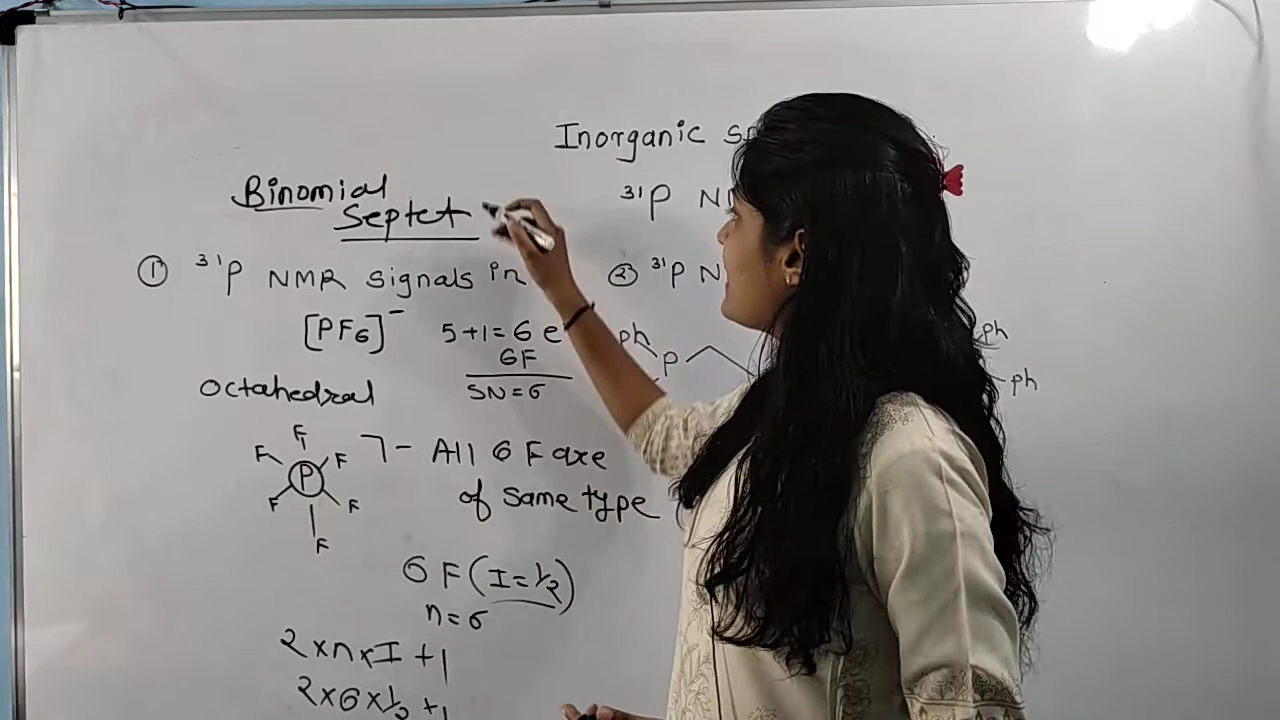 Inorganic
Binomial
Septet
³¹P
① ³¹P NMR signals in
[PF6]⁻ 5+1=6 e
6F
Octahedral SN=6
F
F F 7- All 6 F are
P
F F of same type
F
6 F (I=½)
n=6
2×n×I+1
2×6×½+1
② ³¹P N
ph
P
ph
ph